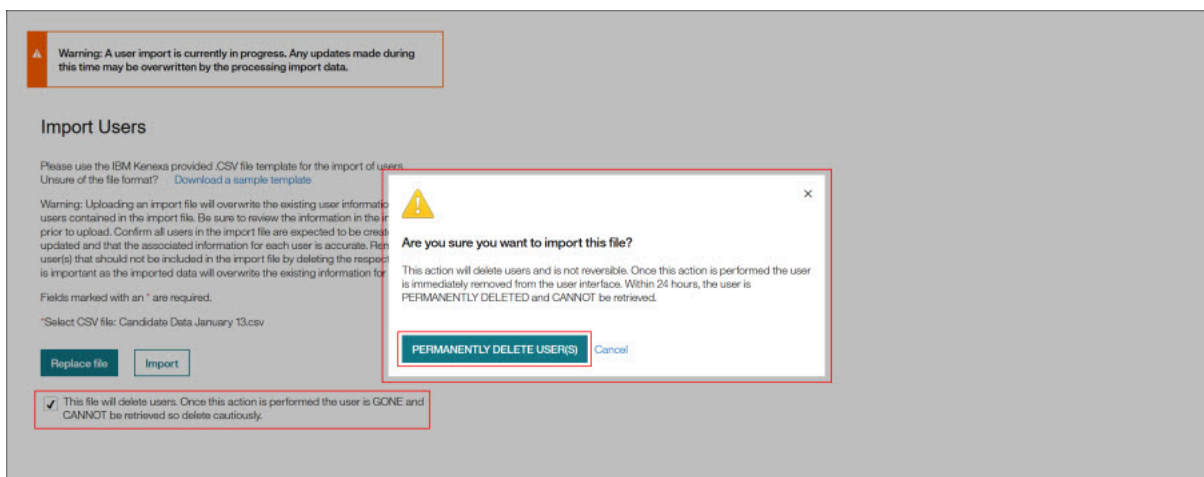 Warning: A user import is currently in progress. Any updates made during
this time may be overwritten by the processing import data.
Import Users
Please use the IBM Kenexa provided .CSV file template for the import of users.
Unsure of the file format? Download a sample template
Warning: Uploading an import file will overwrite the existing user informatio
users contained in the import file. Be sure to review the information in the
prior to upload. Confirm all users in the import file are expected to be
updated and that the associated information for each user is accurate.
user(s) that should not be included in the import file by deleting the
is important as the imported data will overwrite the existing information for
Fields marked with an * are required.
*Select CSV file: Candidate Data January 13.csv
Replace file Import
This file will delete users. Once this action is performed the user is GONE and
CANNOT be retrieved so delete cautiously.
×
Are you sure you want to import this file?
This action will delete users and is not reversible. Once this action is performed the user
is immediately removed from the user interface. Within 24 hours, the user is
PERMANENTLY DELETED and CANNOT be retrieved.
PERMANENTLY DELETE USER(S) Cancel